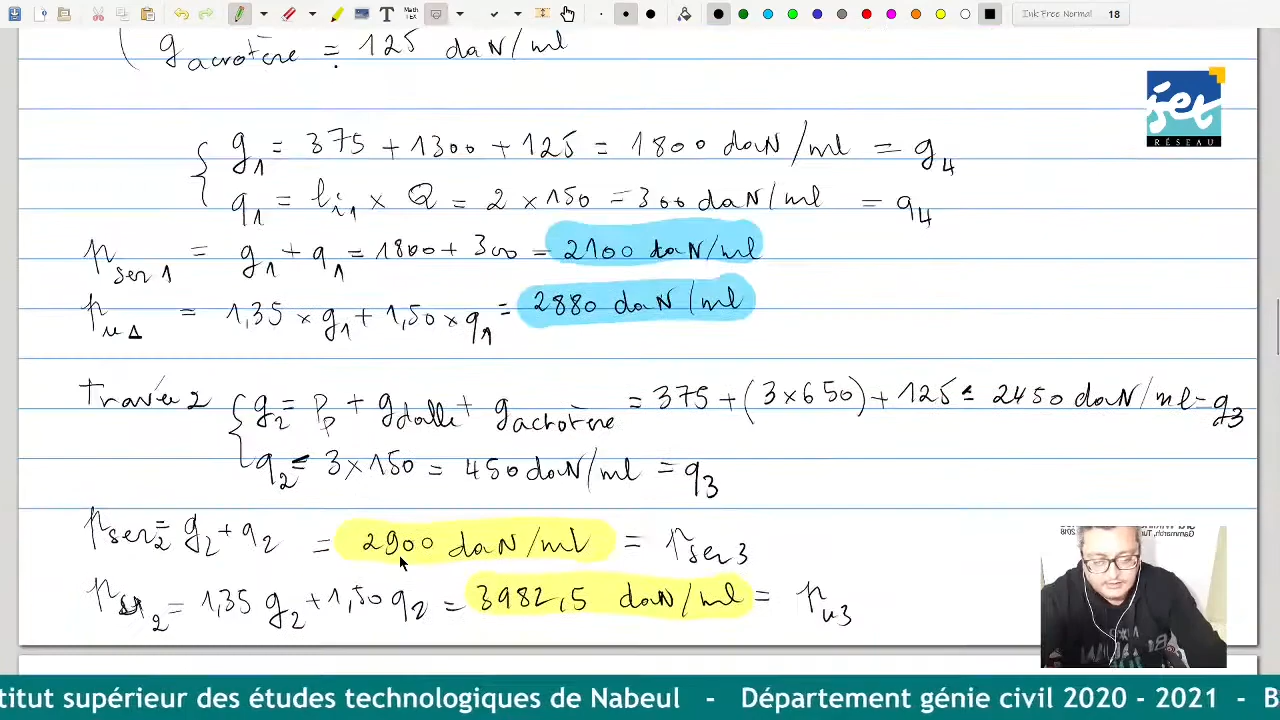 Ink Free Normal 18
Math TEX
g acrotère = 125 daN/ml
iset
RÉSEAU
g1 = 375 + 1300 + 125 = 1800 daN/ml = g4
q1 = li1 × Q = 2 × 150 = 300 daN/ml = q4
Pser1 = g1 + q1 = 1800 + 300 = 2100 daN/ml
Pu1 = 1,35 × g1 + 1,50 × q1 = 2880 daN/ml
Travée 2 g2 = Pp + gdalle + gacrotère = 375 + (3×650) + 125 = 2450 daN/ml = g3
q2 = 3×150 = 450 daN/ml = q3
Pser2 = g2 + q2 = 2900 daN/ml = Pser3
Pu2 = 1,35 g2 + 1,50 q2 = 3982,5 daN/ml = Pu3
titut supérieur des études technologiques de Nabeul - Département génie civil 2020 - 2021 - B